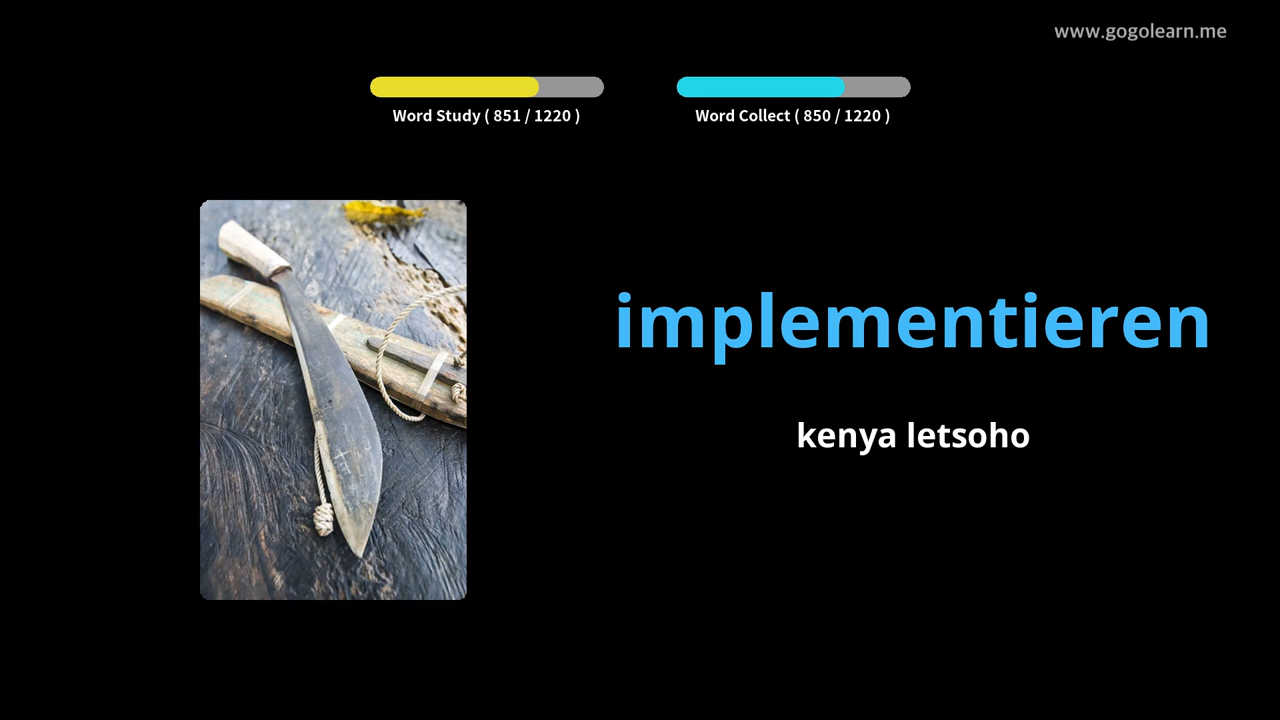 www.gogolearn.me
Word Study ( 851 / 1220 )
Word Collect ( 850 / 1220 )
implementieren
kenya letsoho